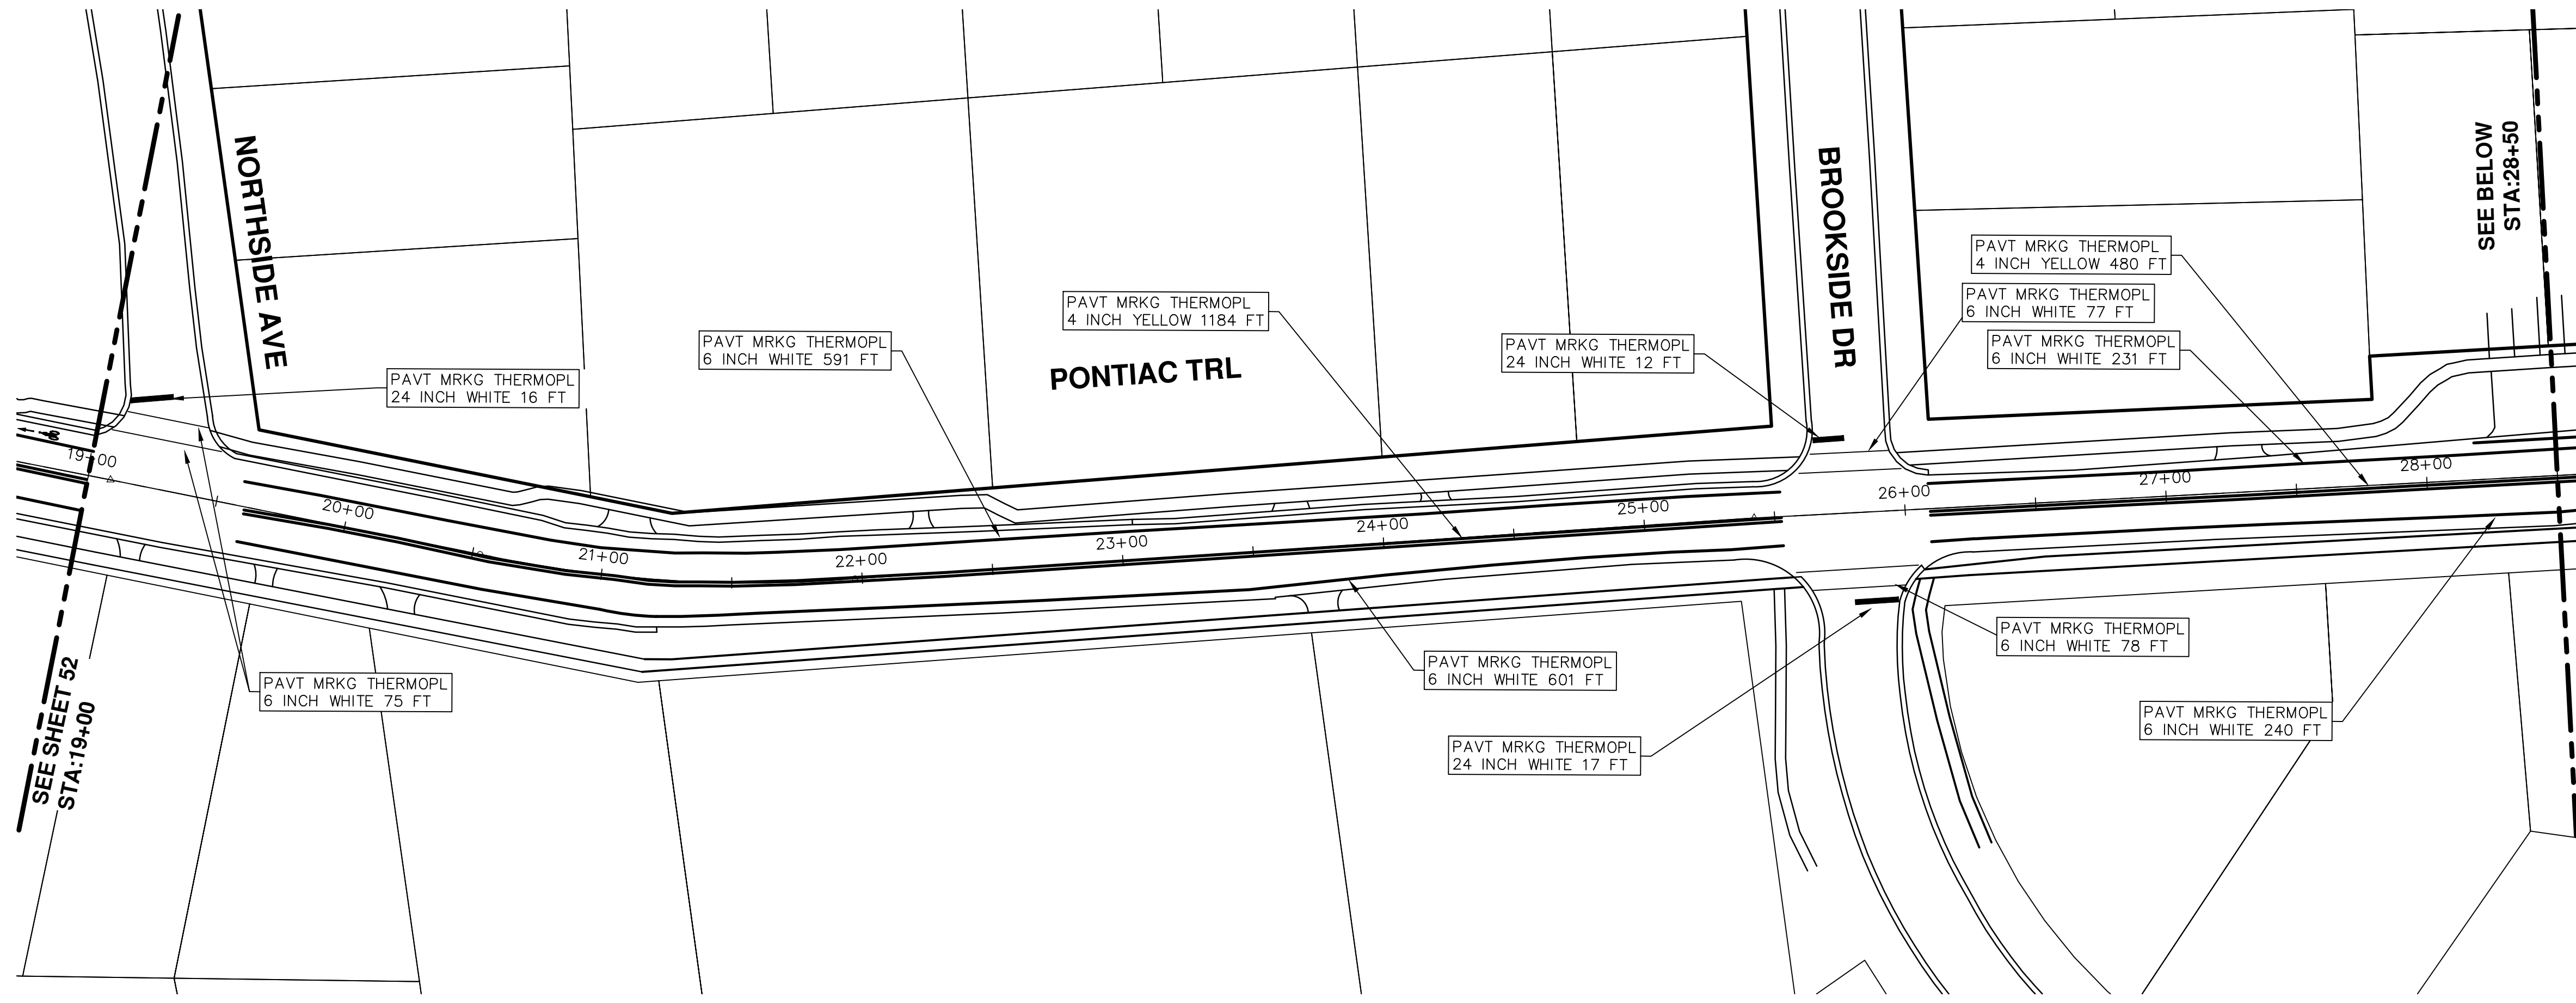 NORTHSIDE AVE
BROOKSIDE DR
SEE BELOW
STA:28+50
PAVT MRKG THERMOPL
4 INCH YELLOW 480 FT
PAVT MRKG THERMOPL
6 INCH WHITE 77 FT
PAVT MRKG THERMOPL
6 INCH WHITE 231 FT
PAVT MRKG THERMOPL
4 INCH YELLOW 1184 FT
PAVT MRKG THERMOPL
6 INCH WHITE 591 FT
PAVT MRKG THERMOPL
24 INCH WHITE 12 FT
PONTIAC TRL
PAVT MRKG THERMOPL
24 INCH WHITE 16 FT
19+00
20+00
21+00
22+00
23+00
24+00
25+00
26+00
27+00
28+00
PAVT MRKG THERMOPL
6 INCH WHITE 78 FT
PAVT MRKG THERMOPL
6 INCH WHITE 601 FT
PAVT MRKG THERMOPL
6 INCH WHITE 75 FT
PAVT MRKG THERMOPL
6 INCH WHITE 240 FT
PAVT MRKG THERMOPL
24 INCH WHITE 17 FT
SEE SHEET 52
STA:19+00